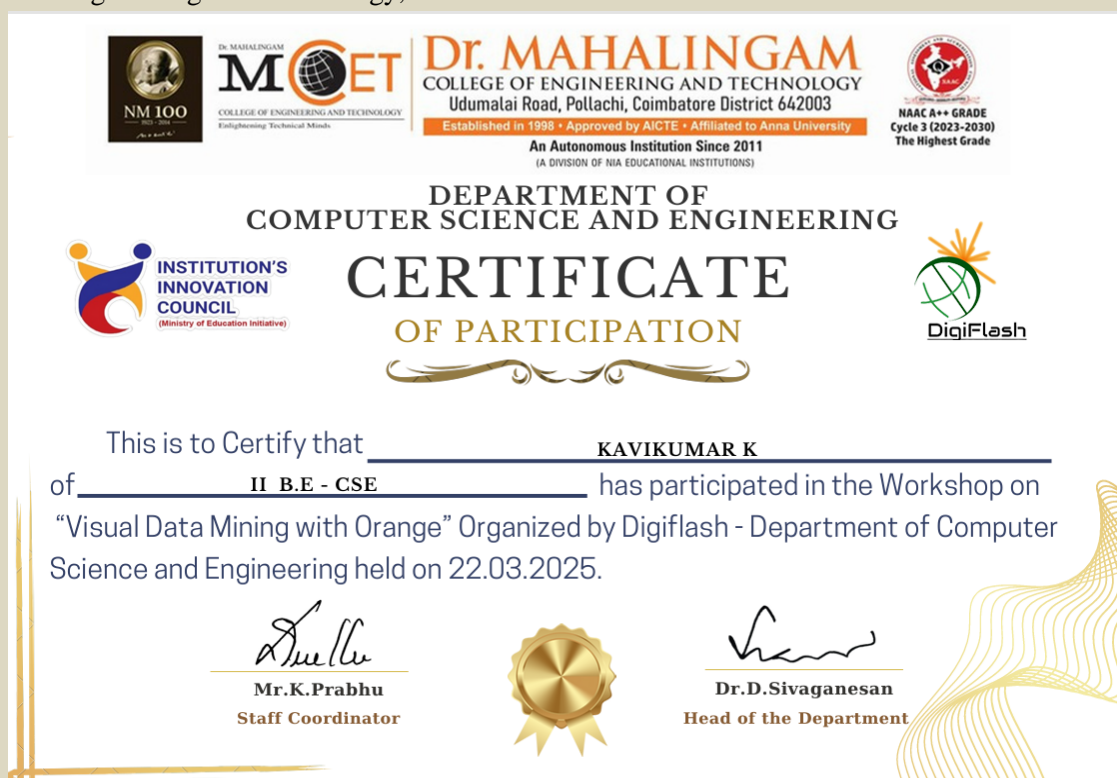 NM 100
1923 - 2014
Dr. MAHALINGAM
MCET
COLLEGE OF ENGINEERING AND TECHNOLOGY
Enlightening Technical Minds
Dr. MAHALINGAM
COLLEGE OF ENGINEERING AND TECHNOLOGY
Udumalai Road, Pollachi, Coimbatore District 642003
Established in 1998 • Approved by AICTE • Affiliated to Anna University
An Autonomous Institution Since 2011
(A DIVISION OF NIA EDUCATIONAL INSTITUTIONS)
NAAC
NAAC A++ GRADE
Cycle 3 (2023-2030)
The Highest Grade
DEPARTMENT OF
COMPUTER SCIENCE AND ENGINEERING
INSTITUTION'S
INNOVATION
COUNCIL
(Ministry of Education Initiative)
CERTIFICATE
OF PARTICIPATION
DigiFlash
This is to Certify that KAVIKUMAR K
of II B.E - CSE has participated in the Workshop on
“Visual Data Mining with Orange” Organized by Digiflash - Department of Computer
Science and Engineering held on 22.03.2025.
Mr.K.Prabhu
Staff Coordinator
Dr.D.Sivaganesan
Head of the Department